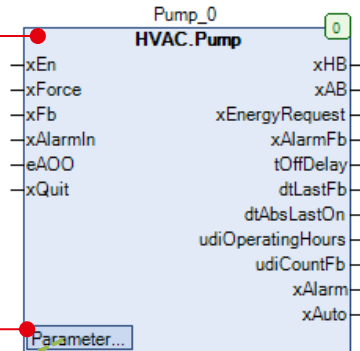 Pump_0
0
HVAC.Pump
xEn xHB
xForce xAB
xFb xEnergyRequest
xAlarmIn xAlarmFb
eAOO tOffDelay
xQuit dtLastFb
dtAbsLastOn
udiOperatingHours
udiCountFb
xAlarm
xAuto
Parameter...